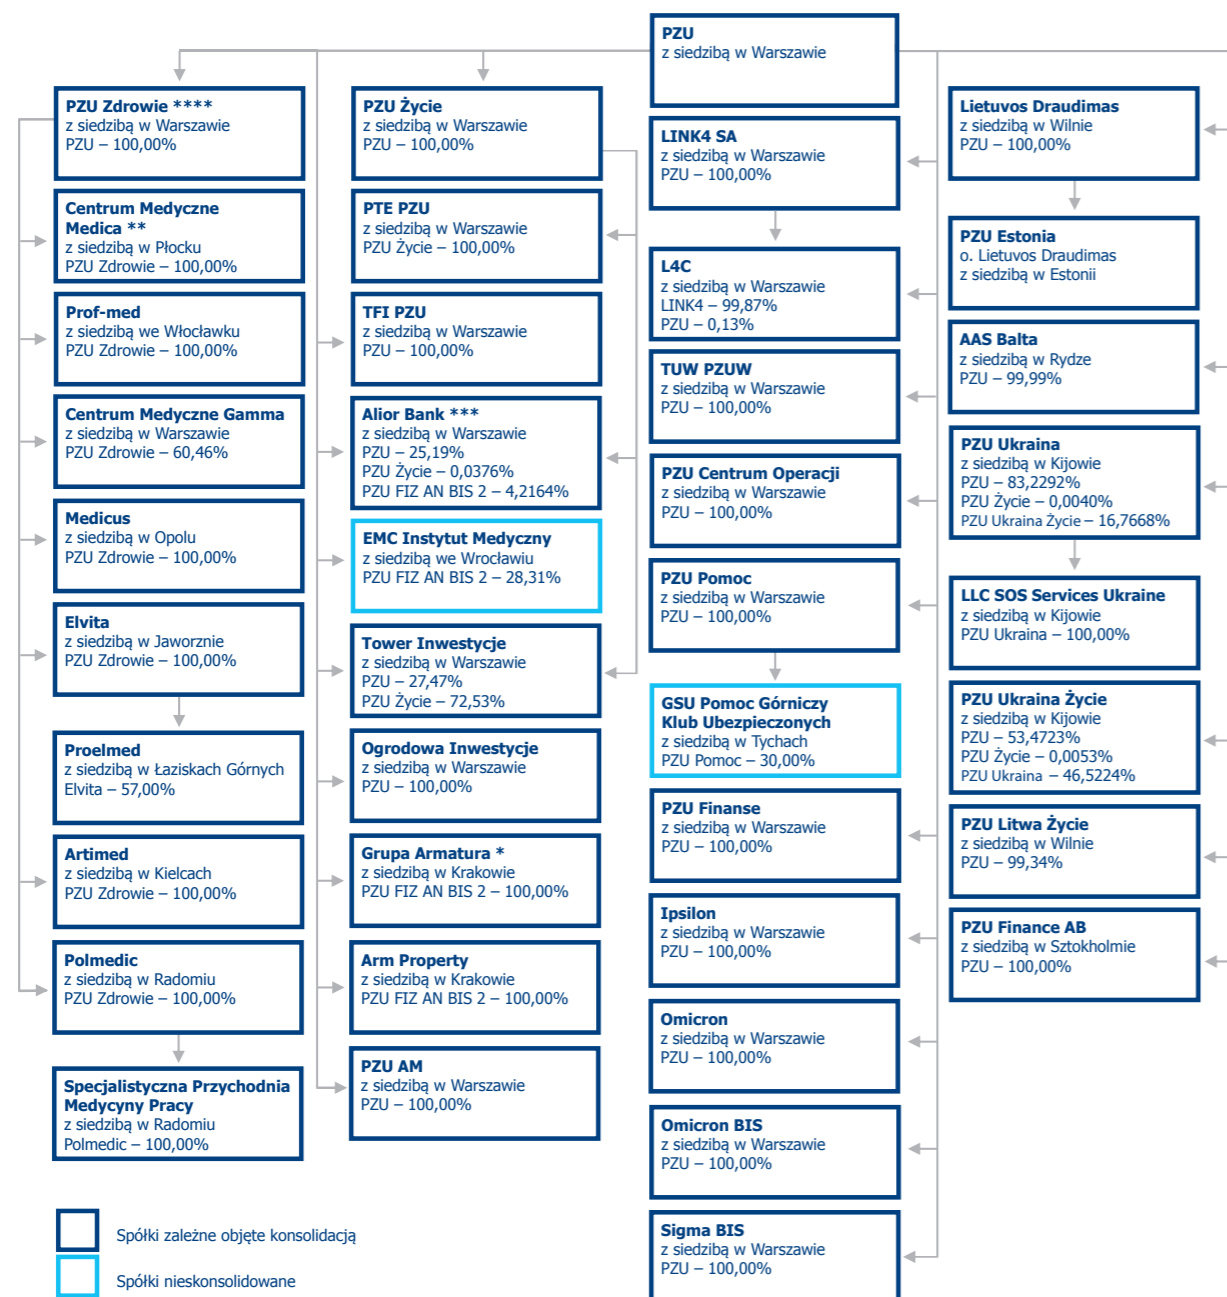 PZU
z siedzibą w Warszawie
PZU Zdrowie ****
z siedzibą w Warszawie
PZU – 100,00%
Centrum Medyczne
Medica **
z siedzibą w Płocku
PZU Zdrowie – 100,00%
Prof-med
z siedzibą we Włocławku
PZU Zdrowie – 100,00%
Centrum Medyczne Gamma
z siedzibą w Warszawie
PZU Zdrowie – 60,46%
Medicus
z siedzibą w Opolu
PZU Zdrowie – 100,00%
Elvita
z siedzibą w Jaworznie
PZU Zdrowie – 100,00%
Proelmed
z siedzibą w Łaziskach Górnych
Elvita – 57,00%
Artimed
z siedzibą w Kielcach
PZU Zdrowie – 100,00%
Polmedic
z siedzibą w Radomiu
PZU Zdrowie – 100,00%
Specjalistyczna Przychodnia
Medycyny Pracy
z siedzibą w Radomiu
Polmedic – 100,00%
PZU Życie
z siedzibą w Warszawie
PZU – 100,00%
PTE PZU
z siedzibą w Warszawie
PZU Życie – 100,00%
TFI PZU
z siedzibą w Warszawie
PZU – 100,00%
Alior Bank ***
z siedzibą w Warszawie
PZU – 25,19%
PZU Życie – 0,0376%
PZU FIZ AN BIS 2 – 4,2164%
EMC Instytut Medyczny
z siedzibą we Wrocławiu
PZU FIZ AN BIS 2 – 28,31%
Tower Inwestycje
z siedzibą w Warszawie
PZU – 27,47%
PZU Życie – 72,53%
Ogrodowa Inwestycje
z siedzibą w Warszawie
PZU – 100,00%
Grupa Armatura *
z siedzibą w Krakowie
PZU FIZ AN BIS 2 – 100,00%
Arm Property
z siedzibą w Krakowie
PZU FIZ AN BIS 2 – 100,00%
PZU AM
z siedzibą w Warszawie
PZU – 100,00%
LINK4 SA
z siedzibą w Warszawie
PZU – 100,00%
L4C
z siedzibą w Warszawie
LINK4 – 99,87%
PZU – 0,13%
TUW PZUW
z siedzibą w Warszawie
PZU – 100,00%
PZU Centrum Operacji
z siedzibą w Warszawie
PZU – 100,00%
PZU Pomoc
z siedzibą w Warszawie
PZU – 100,00%
GSU Pomoc Górniczy
Klub Ubezpieczonych
z siedzibą w Tychach
PZU Pomoc – 30,00%
PZU Finanse
z siedzibą w Warszawie
PZU – 100,00%
Ipsilon
z siedzibą w Warszawie
PZU – 100,00%
Omicron
z siedzibą w Warszawie
PZU – 100,00%
Omicron BIS
z siedzibą w Warszawie
PZU – 100,00%
Sigma BIS
z siedzibą w Warszawie
PZU – 100,00%
Lietuvos Draudimas
z siedzibą w Wilnie
PZU – 100,00%
PZU Estonia
o. Lietuvos Draudimas
z siedzibą w Estonii
AAS Balta
z siedzibą w Rydze
PZU – 99,99%
PZU Ukraina
z siedzibą w Kijowie
PZU – 83,2292%
PZU Życie – 0,0040%
PZU Ukraina Życie – 16,7668%
LLC SOS Services Ukraine
z siedzibą w Kijowie
PZU Ukraina – 100,00%
PZU Ukraina Życie
z siedzibą w Kijowie
PZU – 53,4723%
PZU Życie – 0,0053%
PZU Ukraina – 46,5224%
PZU Litwa Życie
z siedzibą w Wilnie
PZU – 99,34%
PZU Finance AB
z siedzibą w Sztokholmie
PZU – 100,00%
Spółki zależne objęte konsolidacją
Spółki nieskonsolidowane